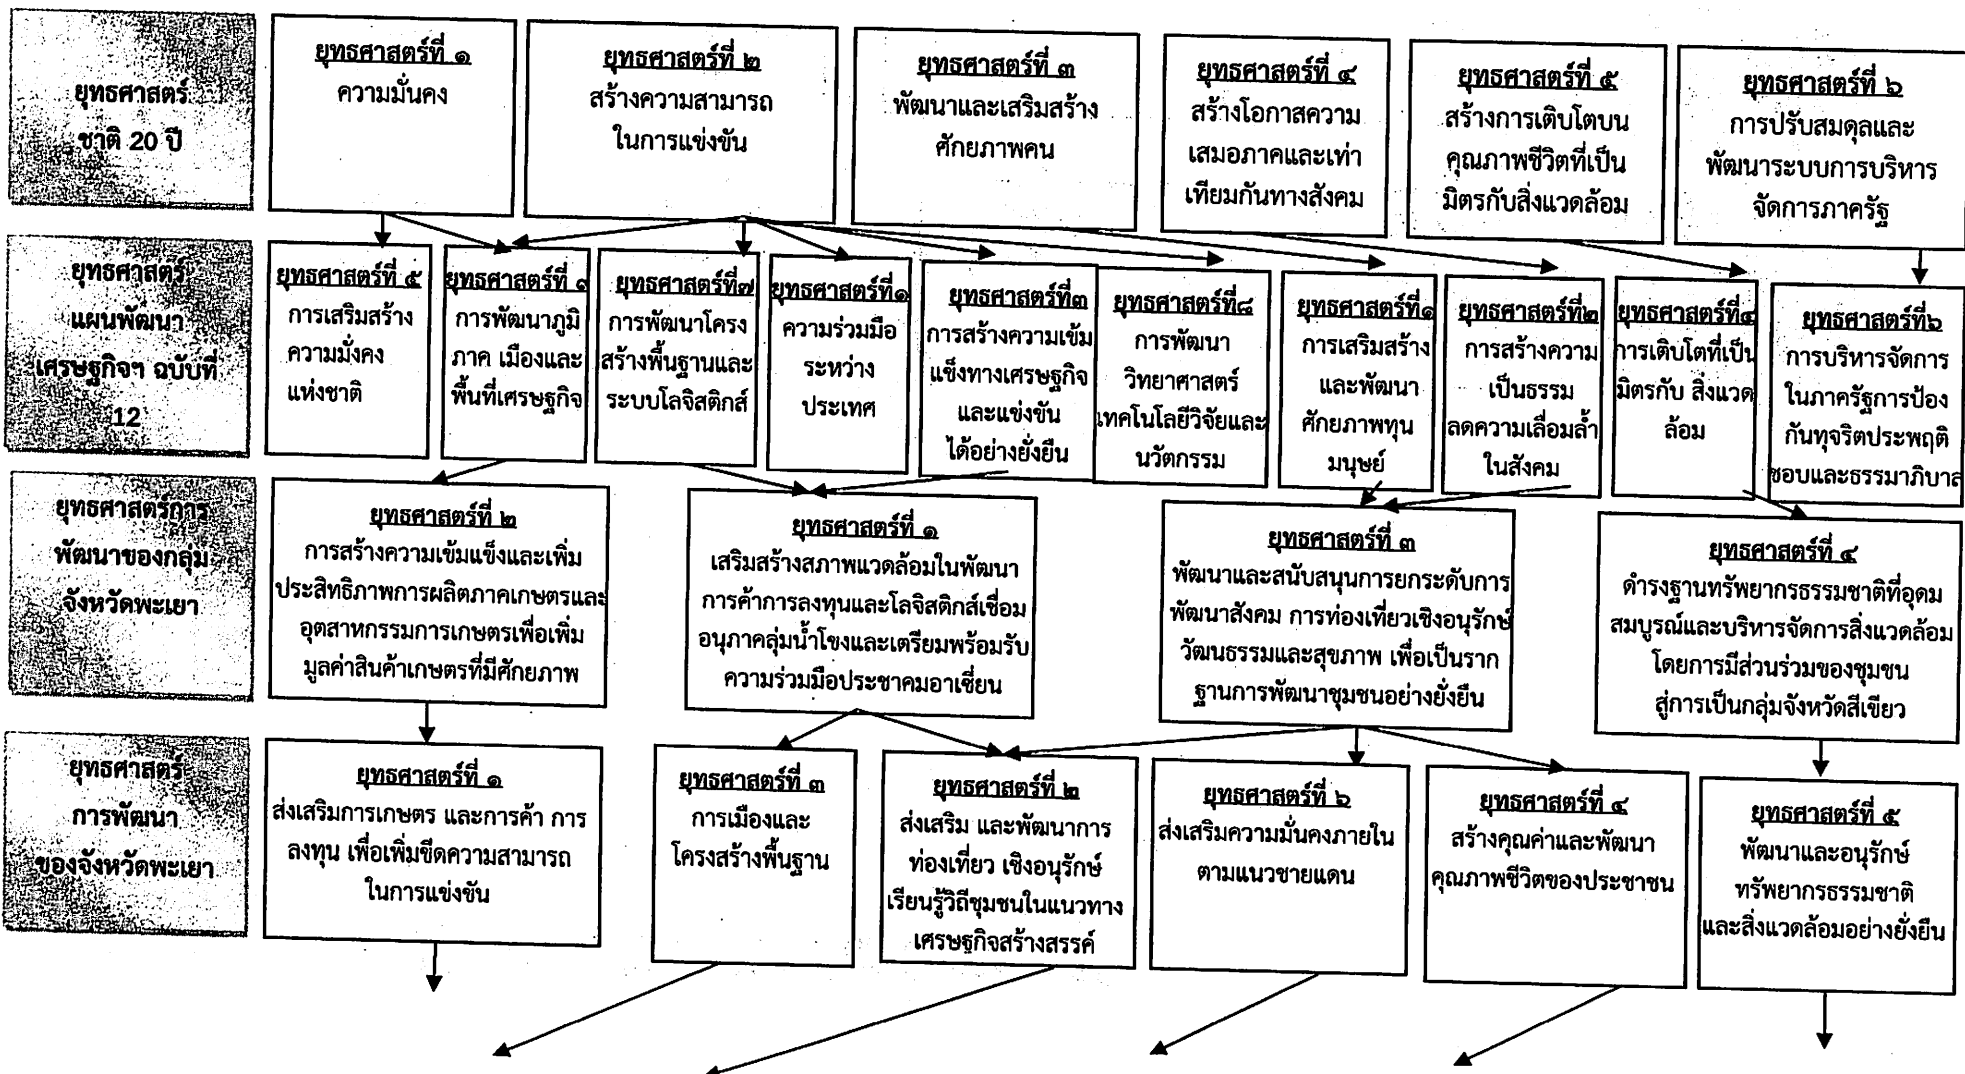 ยุทธศาสตร์
ชาติ 20 ปี
ยุทธศาสตร์ที่ ๑
ความมั่นคง
ยุทธศาสตร์ที่ ๒
สร้างความสามารถ
ในการแข่งขัน
ยุทธศาสตร์ที่ ๓
พัฒนาและเสริมสร้าง
ศักยภาพคน
ยุทธศาสตร์ที่ ๔
สร้างโอกาสความ
เสมอภาคและเท่า
เทียมกันทางสังคม
ยุทธศาสตร์ที่ ๕
สร้างการเติบโตบน
คุณภาพชีวิตที่เป็น
มิตรกับสิ่งแวดล้อม
ยุทธศาสตร์ที่ ๖
การปรับสมดุลและ
พัฒนาระบบการบริหาร
จัดการภาครัฐ
ยุทธศาสตร์
แผนพัฒนา
เศรษฐกิจฯ ฉบับที่
12
ยุทธศาสตร์ที่ ๕
การเสริมสร้าง
ความมั่งคง
แห่งชาติ
ยุทธศาสตร์ที่ ๙
การพัฒนาภูมิ
ภาค เมืองและ
พื้นที่เศรษฐกิจ
ยุทธศาสตร์ที่๗
การพัฒนาโครง
สร้างพื้นฐานและ
ระบบโลจิสติกส์
ยุทธศาสตร์ที่๑
ความร่วมมือ
ระหว่าง
ประเทศ
ยุทธศาสตร์ที่๓
การสร้างความเข้ม
แข็งทางเศรษฐกิจ
และแข่งขัน
ได้อย่างยั่งยืน
ยุทธศาสตร์ที่๘
การพัฒนา
วิทยาศาสตร์
เทคโนโลยีวิจัยและ
นวัตกรรม
ยุทธศาสตร์ที่๑
การเสริมสร้าง
และพัฒนา
ศักยภาพทุน
มนุษย์
ยุทธศาสตร์ที่๒
การสร้างความ
เป็นธรรม
ลดความเลื่อมล้ำ
ในสังคม
ยุทธศาสตร์ที่๔
การเติบโตที่เป็น
มิตรกับ สิ่งแวด
ล้อม
ยุทธศาสตร์ที่๖
การบริหารจัดการ
ในภาครัฐการป้อง
กันทุจริตประพฤติ
ชอบและธรรมาภิบาล
ยุทธศาสตร์การ
พัฒนาของกลุ่ม
จังหวัดพะเยา
ยุทธศาสตร์ที่ ๒
การสร้างความเข้มแข็งและเพิ่ม
ประสิทธิภาพการผลิตภาคเกษตรและ
อุตสาหกรรมการเกษตรเพื่อเพิ่ม
มูลค่าสินค้าเกษตรที่มีศักยภาพ
ยุทธศาสตร์ที่ ๑
เสริมสร้างสภาพแวดล้อมในพัฒนา
การค้าการลงทุนและโลจิสติกส์เชื่อม
อนุภาคลุ่มน้ำโขงและเตรียมพร้อมรับ
ความร่วมมือประชาคมอาเชี่ยน
ยุทธศาสตร์ที่ ๓
พัฒนาและสนับสนุนการยกระดับการ
พัฒนาสังคม การท่องเที่ยวเชิงอนุรักษ์
วัฒนธรรมและสุขภาพ เพื่อเป็นราก
ฐานการพัฒนาชุมชนอย่างยั่งยืน
ยุทธศาสตร์ที่ ๔
ดำรงฐานทรัพยากรธรรมชาติที่อุดม
สมบูรณ์และบริหารจัดการสิ่งแวดล้อม
โดยการมีส่วนร่วมของชุมชน
สู่การเป็นกลุ่มจังหวัดสีเขียว
ยุทธศาสตร์
การพัฒนา
ของจังหวัดพะเยา
ยุทธศาสตร์ที่ ๑
ส่งเสริมการเกษตร และการค้า การ
ลงทุน เพื่อเพิ่มขีดความสามารถ
ในการแข่งขัน
ยุทธศาสตร์ที่ ๓
การเมืองและ
โครงสร้างพื้นฐาน
ยุทธศาสตร์ที่ ๒
ส่งเสริม และพัฒนาการ
ท่องเที่ยว เชิงอนุรักษ์
เรียนรู้วิถีชุมชนในแนวทาง
เศรษฐกิจสร้างสรรค์
ยุทธศาสตร์ที่ ๖
ส่งเสริมความมั่นคงภายใน
ตามแนวชายแดน
ยุทธศาสตร์ที่ ๔
สร้างคุณค่าและพัฒนา
คุณภาพชีวิตของประชาชน
ยุทธศาสตร์ที่ ๕
พัฒนาและอนุรักษ์
ทรัพยากรธรรมชาติ
และสิ่งแวดล้อมอย่างยั่งยืน